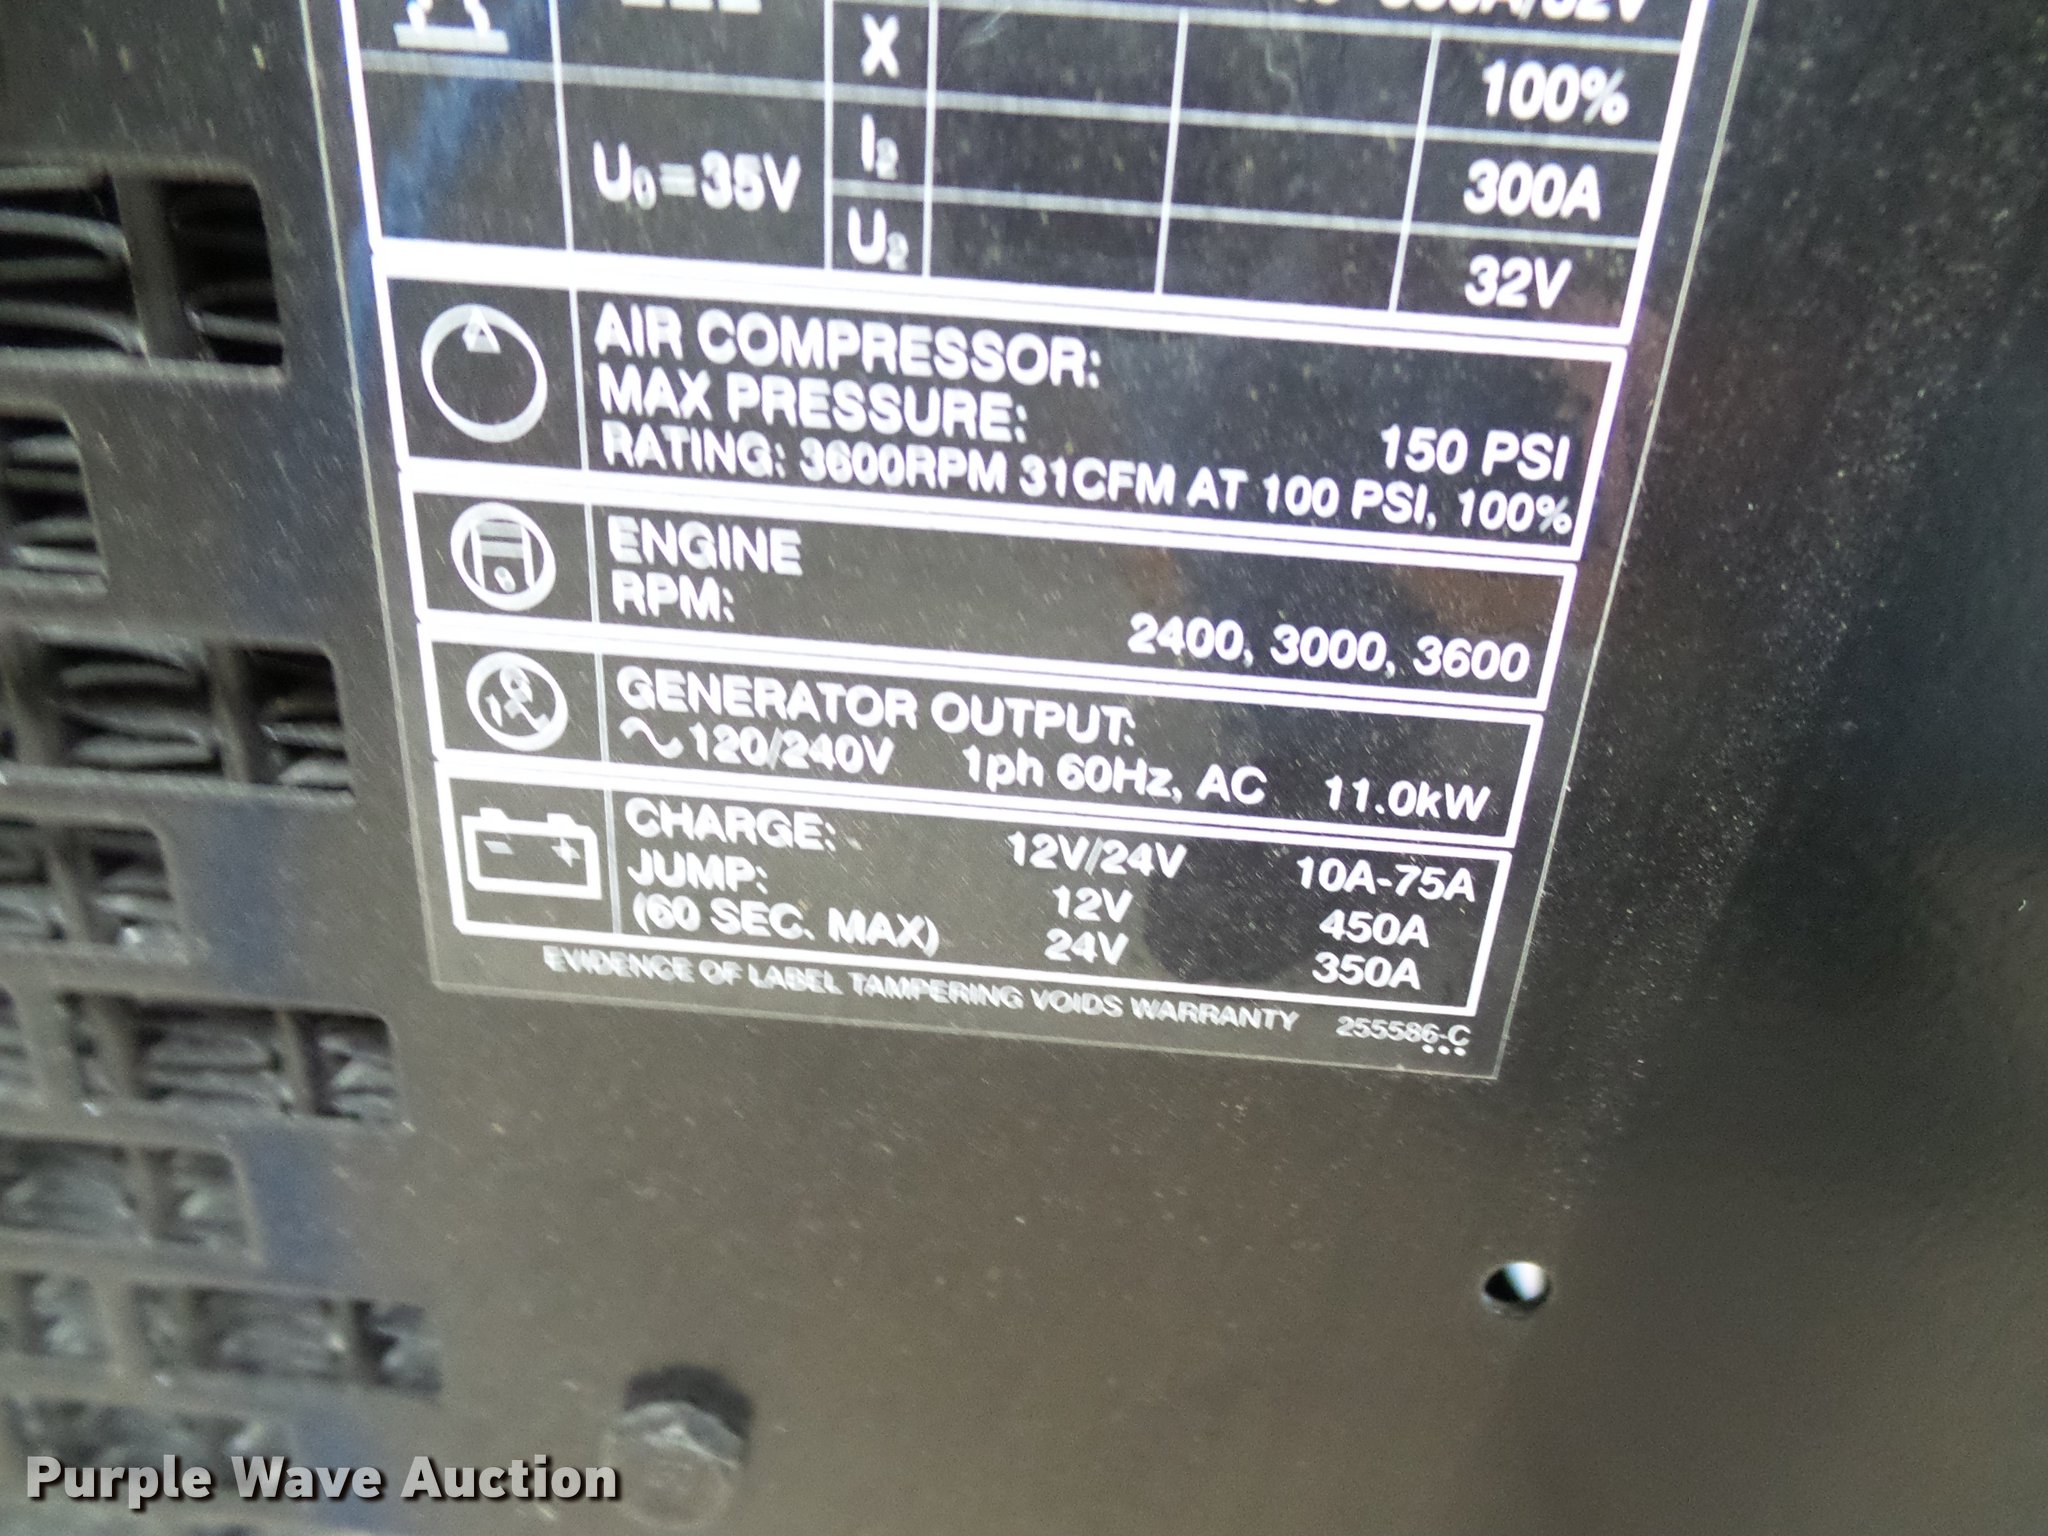 X 100%
U₀=35V I₂ 300A
U₂ 32V
AIR COMPRESSOR:
MAX PRESSURE: 150 PSI
RATING: 3600RPM 31CFM AT 100 PSI, 100%
ENGINE
RPM: 2400, 3000, 3600
GENERATOR OUTPUT:
~120/240V 1ph 60Hz, AC 11.0kW
CHARGE: 12V/24V 10A-75A
JUMP: 12V 450A
(60 SEC. MAX) 24V 350A
EVIDENCE OF LABEL TAMPERING VOIDS WARRANTY 255586-C
Purple Wave Auction